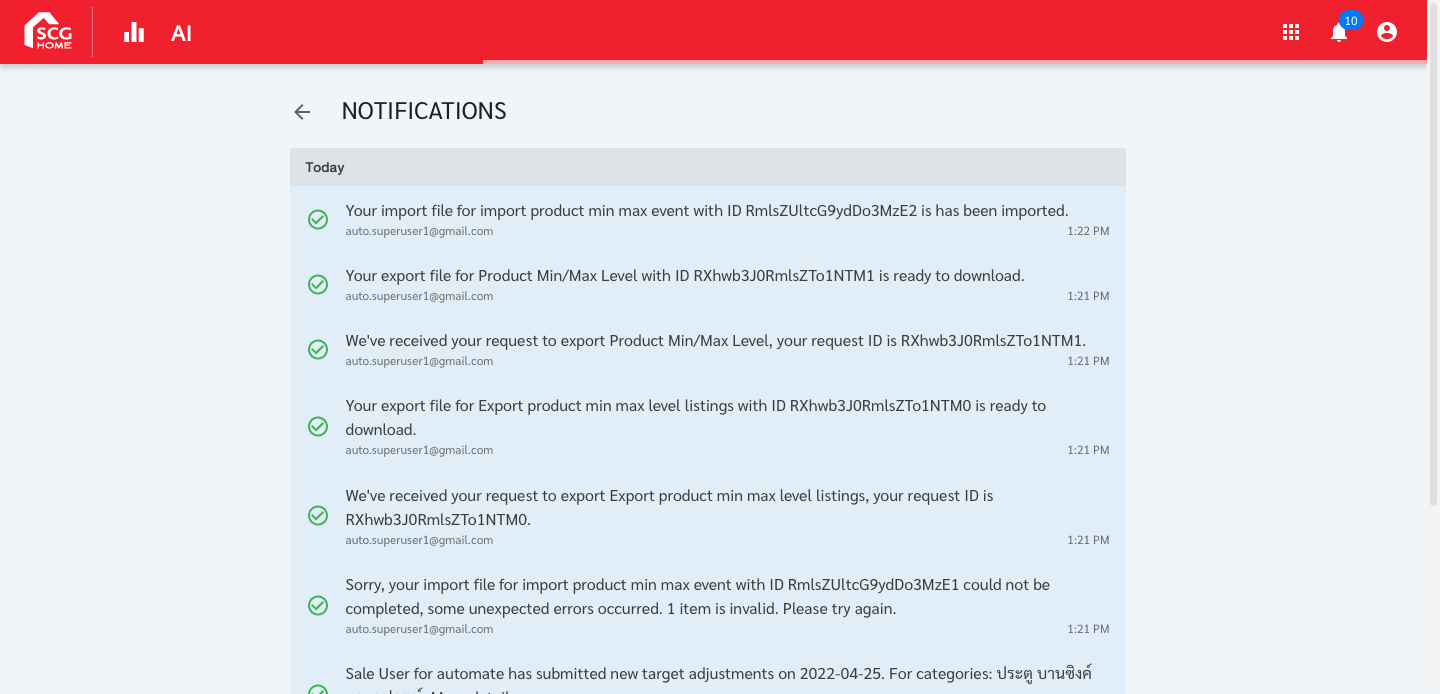 SCG
HOME
AI
10
NOTIFICATIONS
Today
Your import file for import product min max event with ID RmlsZUltcG9ydDo3MzE2 is has been imported.
auto.superuser1@gmail.com 1:22 PM
Your export file for Product Min/Max Level with ID RXhwb3J0RmlsZTo1NTM1 is ready to download.
auto.superuser1@gmail.com 1:21 PM
We've received your request to export Product Min/Max Level, your request ID is RXhwb3J0RmlsZTo1NTM1.
auto.superuser1@gmail.com 1:21 PM
Your export file for Export product min max level listings with ID RXhwb3J0RmlsZTo1NTM0 is ready to
download.
auto.superuser1@gmail.com 1:21 PM
We've received your request to export Export product min max level listings, your request ID is
RXhwb3J0RmlsZTo1NTM0.
auto.superuser1@gmail.com 1:21 PM
Sorry, your import file for import product min max event with ID RmlsZUltcG9ydDo3MzE1 could not be
completed, some unexpected errors occurred. 1 item is invalid. Please try again.
auto.superuser1@gmail.com 1:21 PM
Sale User for automate has submitted new target adjustments on 2022-04-25. For categories: ประตู บานซิงค์